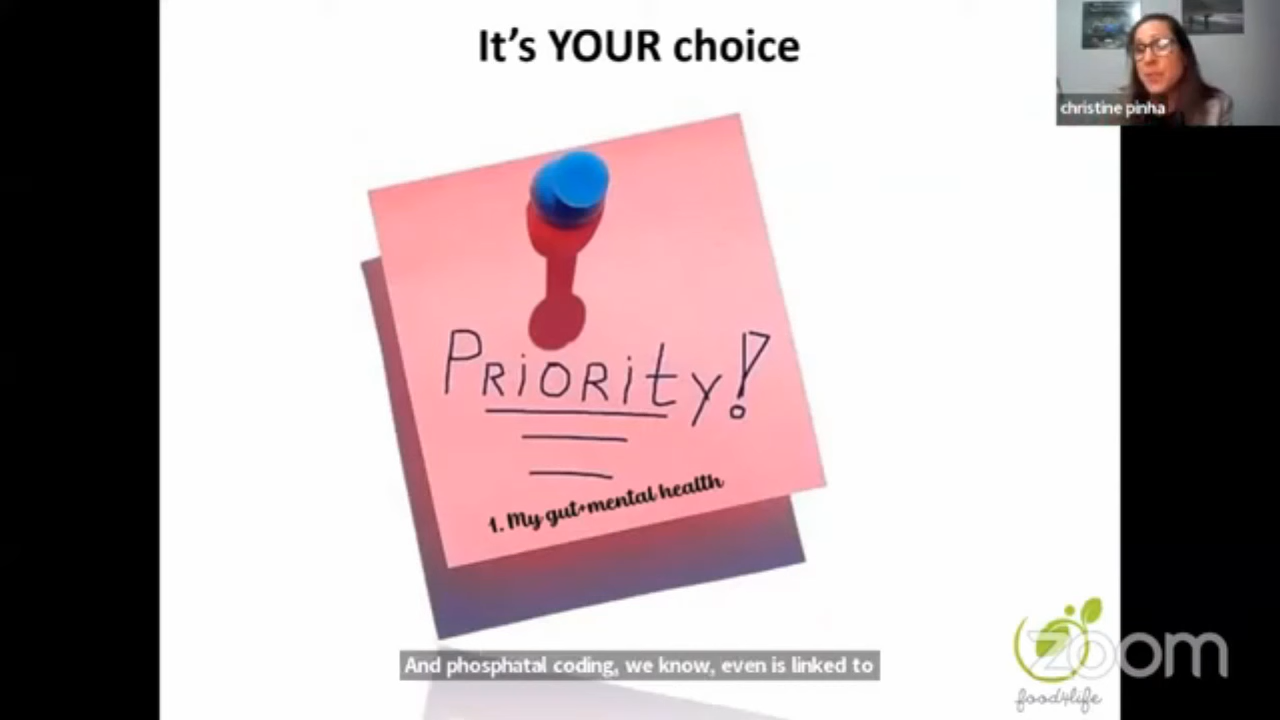 It's YOUR choice
christine pinha
PRiORity!
1. My gut+mental health
And phosphatal coding, we know, even is linked to
zoom
food4life